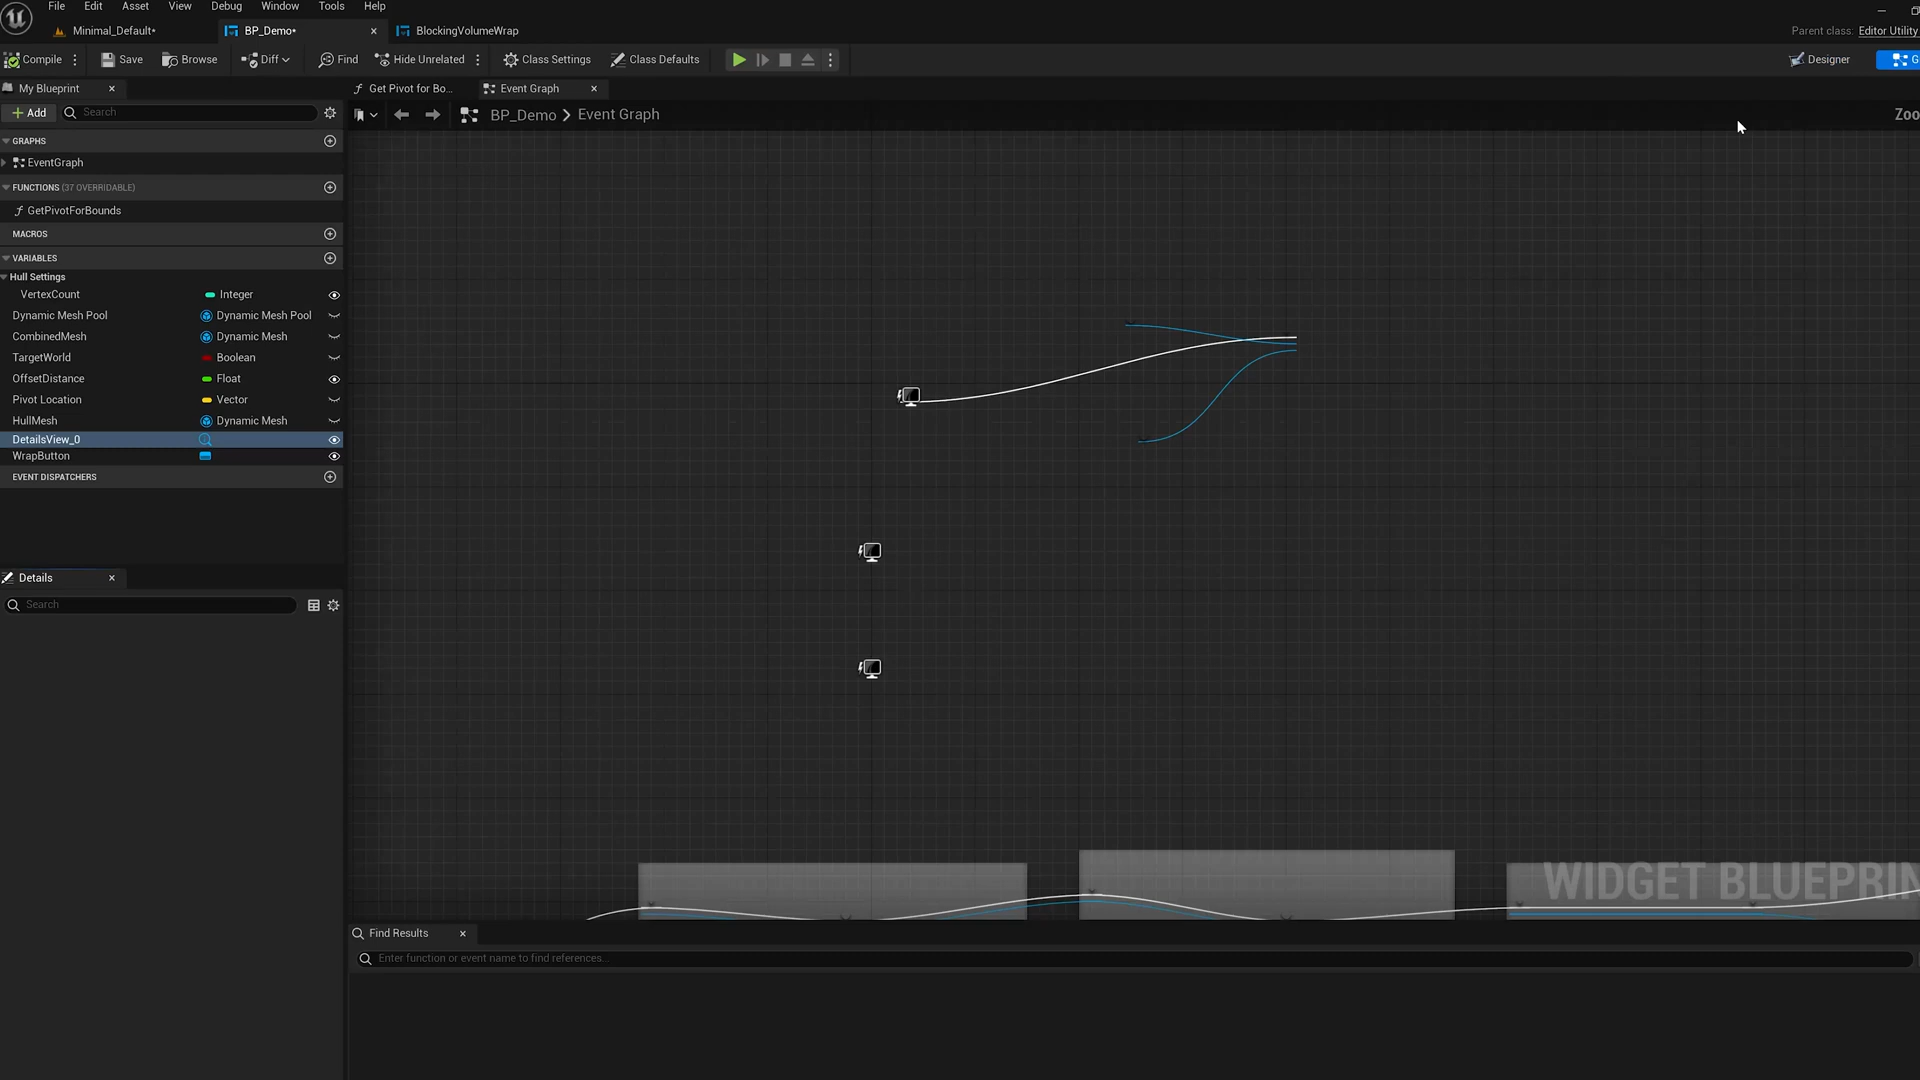 File Edit Asset View Window Debug Tools Help
Minimal_Default* BP_Demo* BlockingVolumeWrap
Parent class: Editor Utility
Compile Save Browse Diff Find Hide Unrelated Class Settings Class Defaults Designer G
My Blueprint Get Pivot for Bo... Event Graph
Add Search BP_Demo > Event Graph Zoo
GRAPHS
EventGraph
FUNCTIONS (37 OVERRIDABLE)
GetPivotForBounds
MACROS
VARIABLES
Hull Settings
VertexCount Integer
Dynamic Mesh Pool Dynamic Mesh Pool
CombinedMesh Dynamic Mesh
TargetWorld Boolean
OffsetDistance Float
Pivot Location Vector
HullMesh Dynamic Mesh
DetailsView_0
WrapButton
EVENT DISPATCHERS
Details
Search
WIDGET BLUEPRIN
Find Results
Enter function or event name to find references...